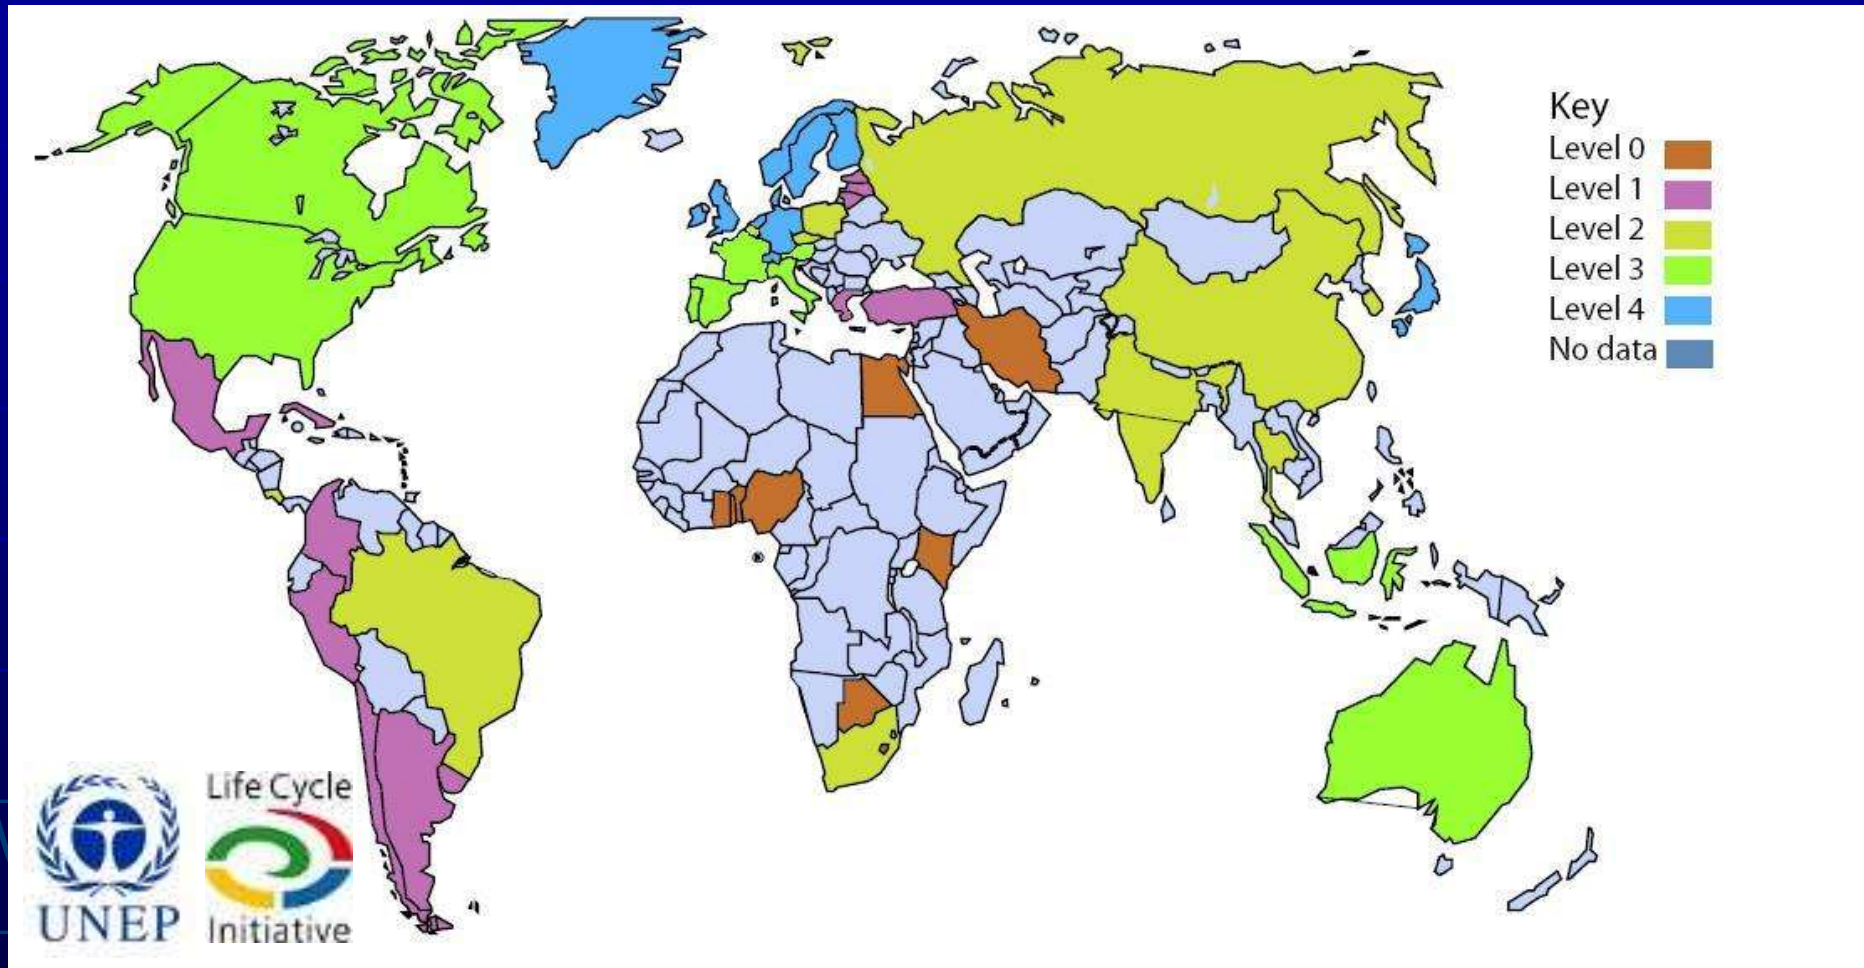 Key
Level 0
Level 1
Level 2
Level 3
Level 4
No data
Life Cycle
Initiative
UNEP